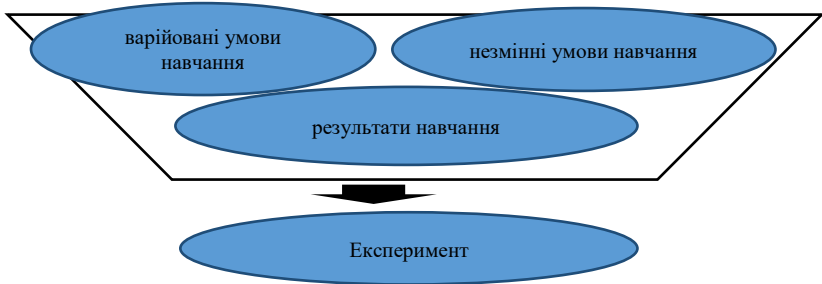 варійовані умови
навчання
незмінні умови навчання
результати навчання
Експеримент